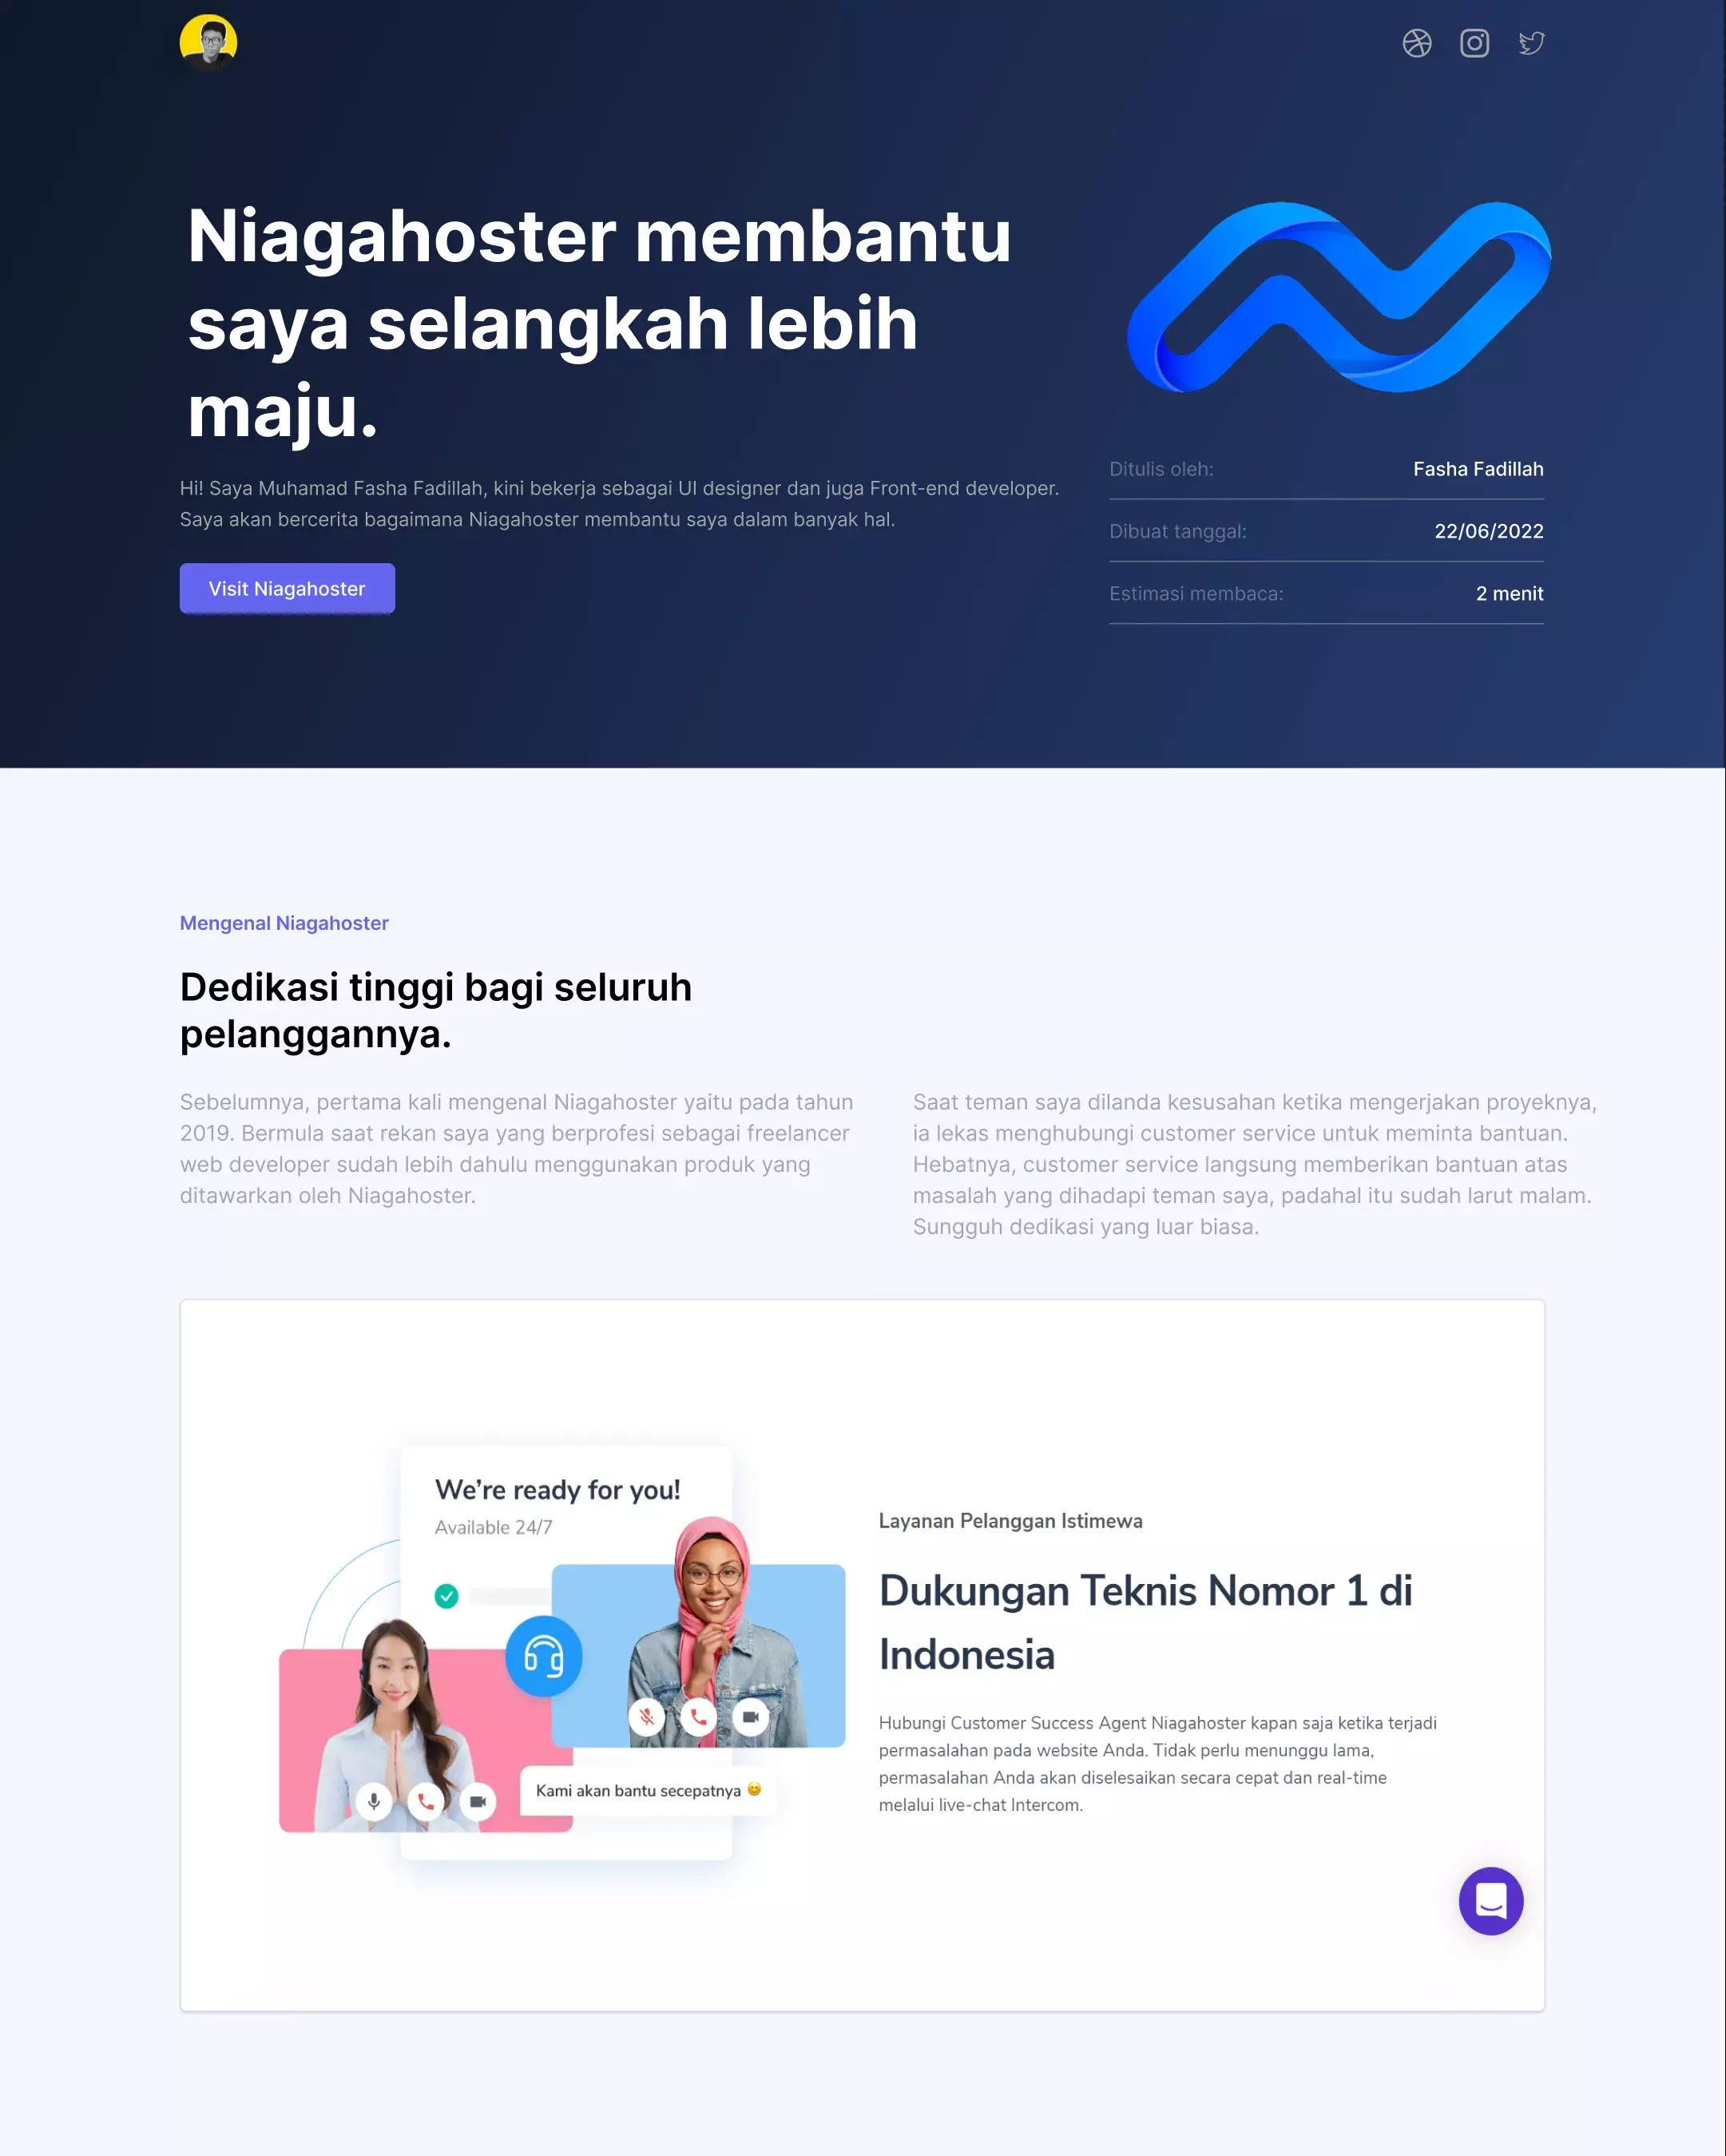 Niagahoster membantu
saya selangkah lebih
maju.
Hi! Saya Muhamad Fasha Fadillah, kini bekerja sebagai UI designer dan juga Front-end developer.
Saya akan bercerita bagaimana Niagahoster membantu saya dalam banyak hal.
Visit Niagahoster
Ditulis oleh: Fasha Fadillah
Dibuat tanggal: 22/06/2022
Estimasi membaca: 2 menit
Mengenal Niagahoster
Dedikasi tinggi bagi seluruh
pelanggannya.
Sebelumnya, pertama kali mengenal Niagahoster yaitu pada tahun
2019. Bermula saat rekan saya yang berprofesi sebagai freelancer
web developer sudah lebih dahulu menggunakan produk yang
ditawarkan oleh Niagahoster.
Saat teman saya dilanda kesusahan ketika mengerjakan proyeknya,
ia lekas menghubungi customer service untuk meminta bantuan.
Hebatnya, customer service langsung memberikan bantuan atas
masalah yang dihadapi teman saya, padahal itu sudah larut malam.
Sungguh dedikasi yang luar biasa.
We’re ready for you!
Available 24/7
Kami akan bantu secepatnya 😊
Layanan Pelanggan Istimewa
Dukungan Teknis Nomor 1 di
Indonesia
Hubungi Customer Success Agent Niagahoster kapan saja ketika terjadi
permasalahan pada website Anda. Tidak perlu menunggu lama,
permasalahan Anda akan diselesaikan secara cepat dan real-time
melalui live-chat Intercom.